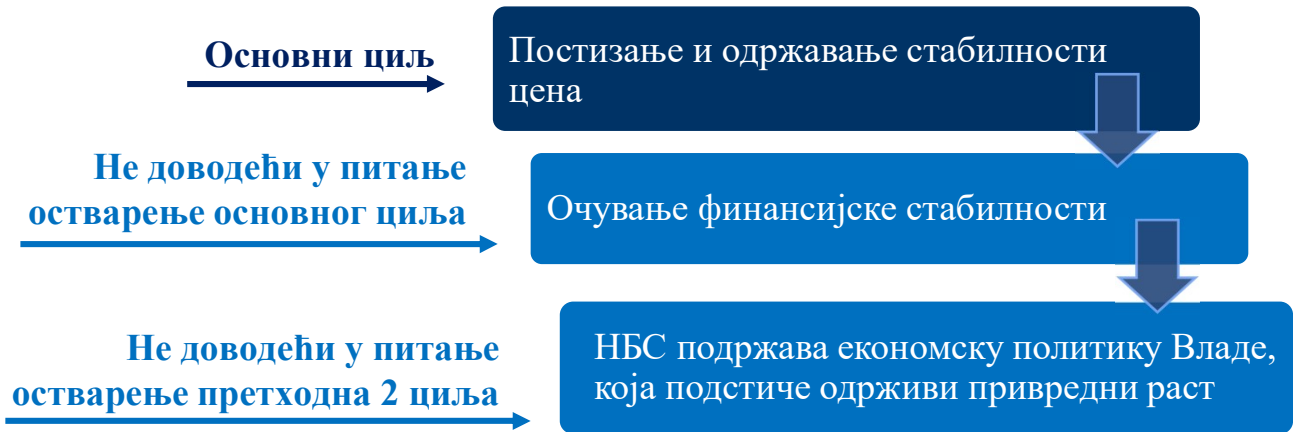 Основни циљ
Постизање и одржавање стабилности
цена
Не доводећи у питање
остварење основног циља
Очување финансијске стабилности
Не доводећи у питање
остварење претходна 2 циља
НБС подржава економску политику Владе,
која подстиче одрживи привредни раст